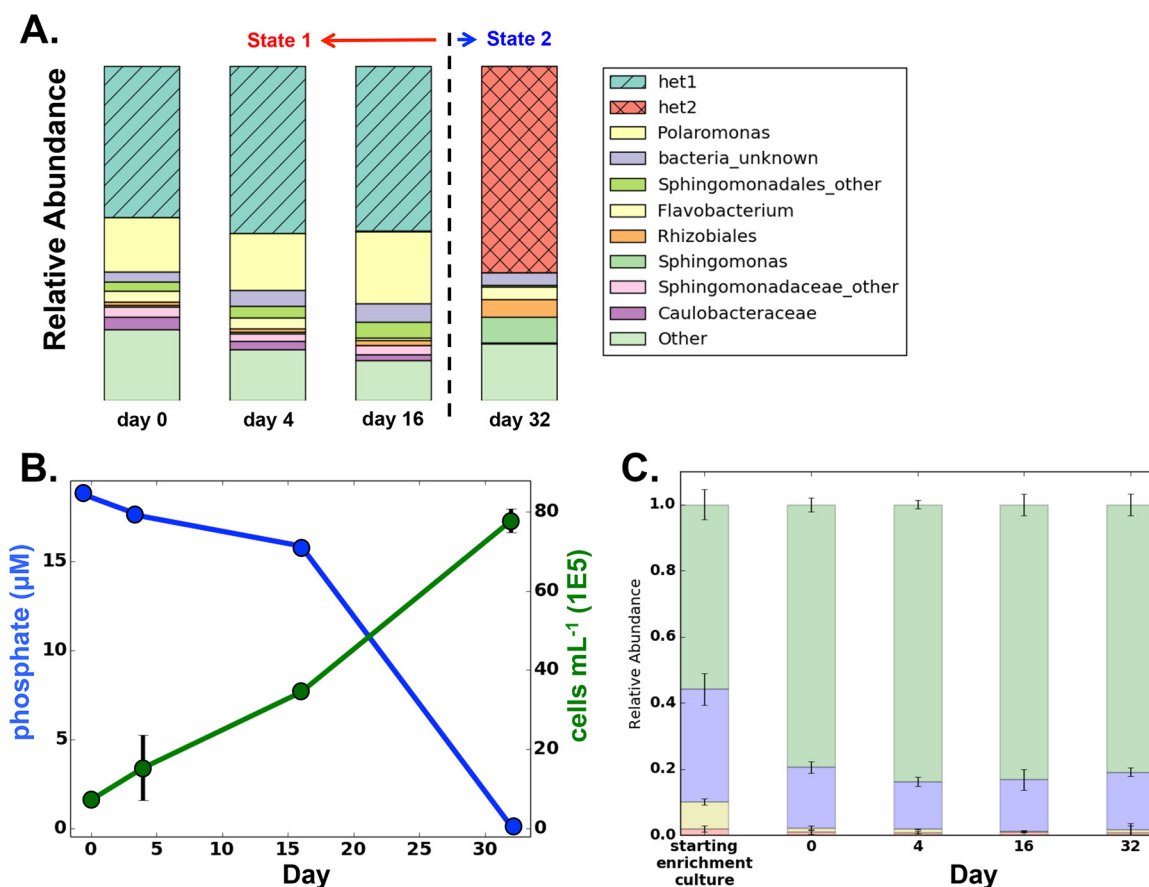 A.
State 1
State 2
Relative Abundance
day 0
day 4
day 16
day 32
het1
het2
Polaromonas
bacteria_unknown
Sphingomonadales_other
Flavobacterium
Rhizobiales
Sphingomonas
Sphingomonadaceae_other
Caulobacteraceae
Other
B.
phosphate (µM)
15
10
5
0
0
5
10
15
20
25
30
Day
80
60
40
20
0
cells mL⁻¹ (1E5)
C.
Relative Abundance
1.0
0.8
0.6
0.4
0.2
0.0
starting
enrichment
culture
0
4
16
32
Day